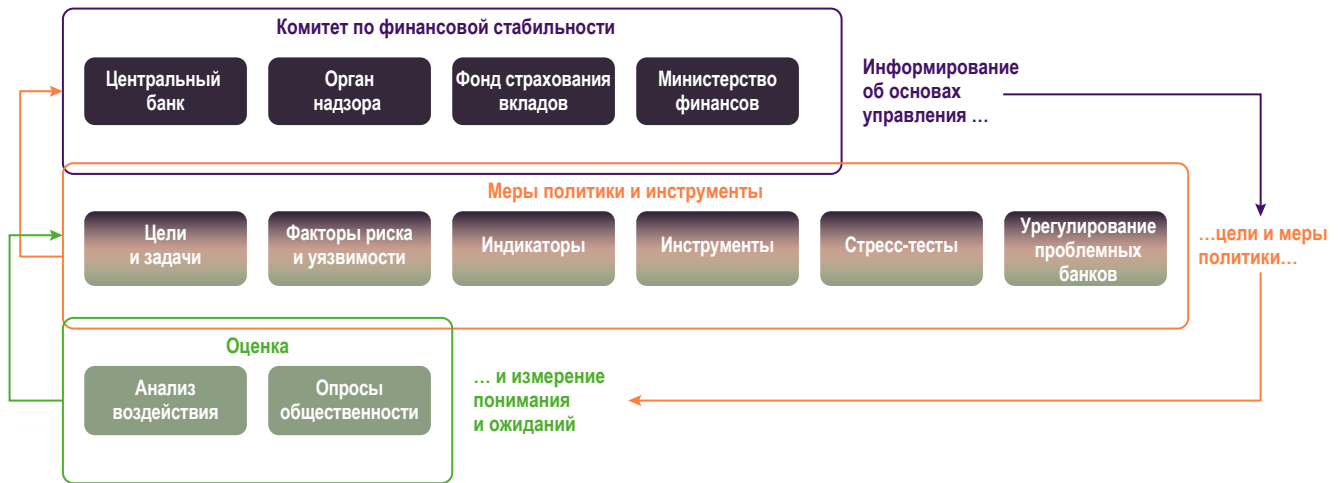 Комитет по финансовой стабильности
Центральный
банк
Орган
надзора
Фонд страхования
вкладов
Министерство
финансов
Информирование
об основах
управления …
Меры политики и инструменты
Цели
и задачи
Факторы риска
и уязвимости
Индикаторы
Инструменты
Стресс-тесты
Урегулирование
проблемных
банков
…цели и меры
политики…
Оценка
Анализ
воздействия
Опросы
общественности
… и измерение
понимания
и ожиданий